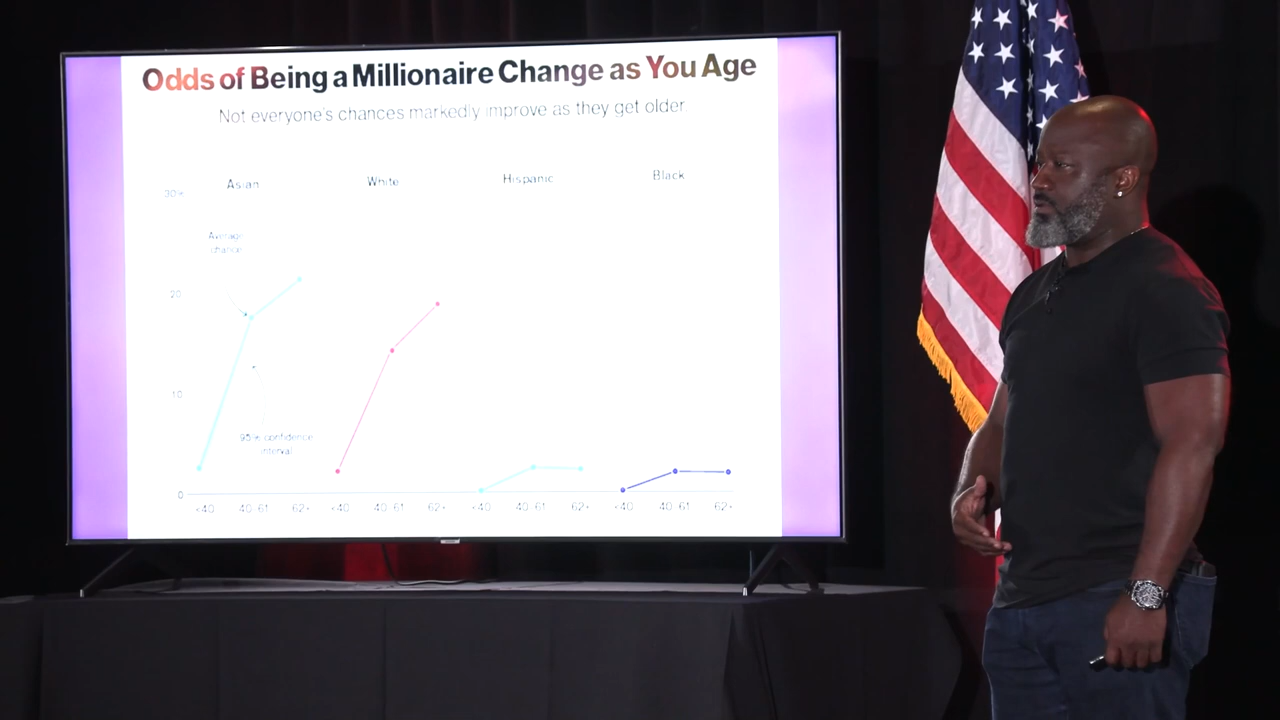 Odds of Being a Millionaire Change as You Age
Not everyone's chances markedly improve as they get older.
Asian
White
Hispanic
Black
30%
Average
chance
20
10
95% confidence
interval
0
<40
40-61
62+
<40
40-61
62+
<40
40-61
62+
<40
40-61
62+